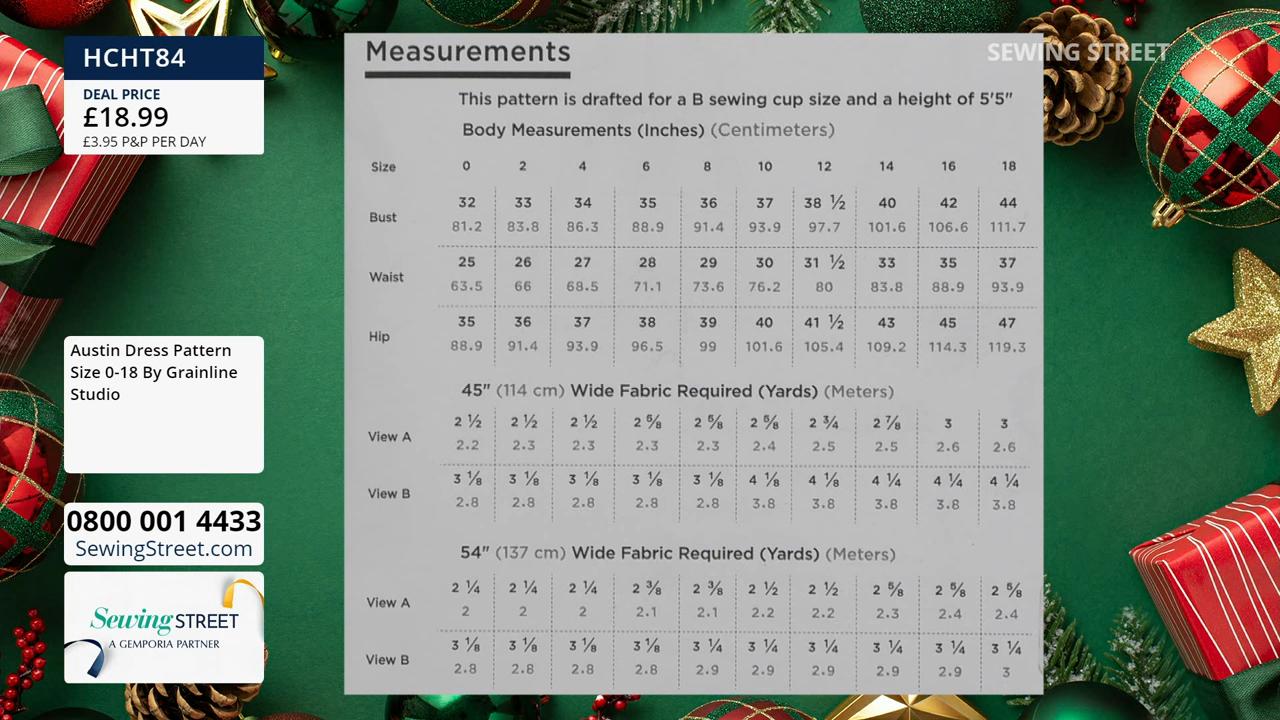 HCHT84
DEAL PRICE
£18.99
£3.95 P&P PER DAY
Austin Dress Pattern
Size 0-18 By Grainline
Studio
0800 001 4433
SewingStreet.com
Sewing STREET
A GEMPORIA PARTNER
SEWING STREET
Measurements
This pattern is drafted for a B sewing cup size and a height of 5'5"
Body Measurements (Inches) (Centimeters)
Size 0 2 4 6 8 10 12 14 16 18
Bust 32 33 34 35 36 37 38 ½ 40 42 44
81.2 83.8 86.3 88.9 91.4 93.9 97.7 101.6 106.6 111.7
Waist 25 26 27 28 29 30 31 ½ 33 35 37
63.5 66 68.5 71.1 73.6 76.2 80 83.8 88.9 93.9
Hip 35 36 37 38 39 40 41 ½ 43 45 47
88.9 91.4 93.9 96.5 99 101.6 105.4 109.2 114.3 119.3
45" (114 cm) Wide Fabric Required (Yards) (Meters)
View A 2 ½ 2 ½ 2 ½ 2 ⅝ 2 ⅝ 2 ⅝ 2 ¾ 2 ⅞ 3 3
2.2 2.3 2.3 2.3 2.3 2.4 2.5 2.5 2.6 2.6
View B 3 ⅛ 3 ⅛ 3 ⅛ 3 ⅛ 3 ⅛ 4 ⅛ 4 ⅛ 4 ¼ 4 ¼ 4 ¼
2.8 2.8 2.8 2.8 2.8 3.8 3.8 3.8 3.8 3.8
54" (137 cm) Wide Fabric Required (Yards) (Meters)
View A 2 ¼ 2 ¼ 2 ¼ 2 ⅜ 2 ⅜ 2 ½ 2 ½ 2 ⅝ 2 ⅝ 2 ⅝
2 2 2 2.1 2.1 2.2 2.2 2.3 2.4 2.4
View B 3 ⅛ 3 ⅛ 3 ⅛ 3 ⅛ 3 ¼ 3 ¼ 3 ¼ 3 ¼ 3 ¼ 3 ¼
2.8 2.8 2.8 2.8 2.9 2.9 2.9 2.9 2.9 3